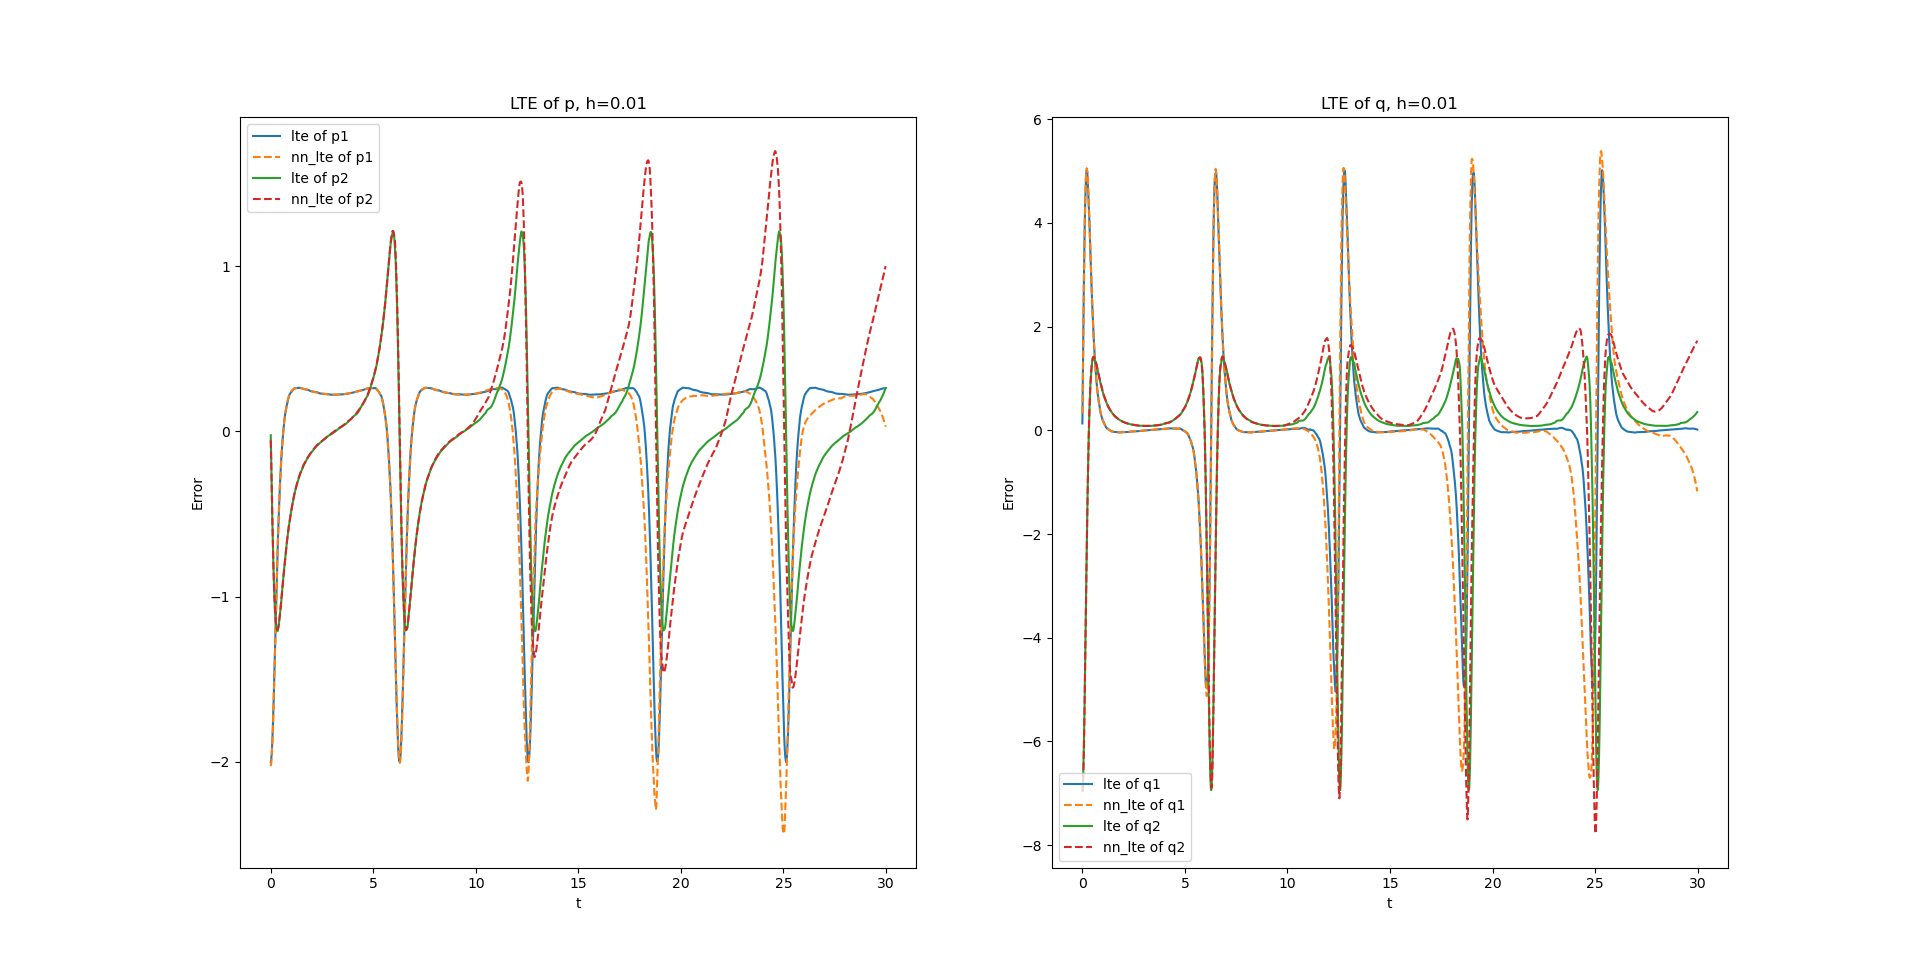 LTE of p, h=0.01
lte of p1
nn_lte of p1
lte of p2
nn_lte of p2
1
0
−1
−2
Error
0 5 10 15 20 25 30
t
LTE of q, h=0.01
6
4
2
0
−2
−4
−6
−8
Error
lte of q1
nn_lte of q1
lte of q2
nn_lte of q2
0 5 10 15 20 25 30
t